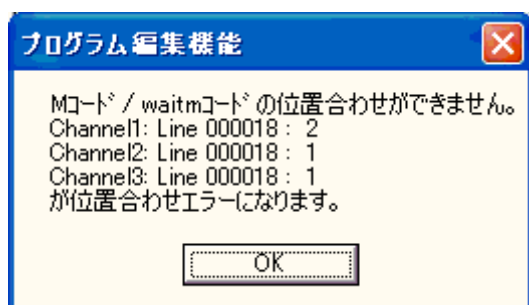 プログラム編集機能
Mｺｰﾄﾞ / waitmｺｰﾄﾞの位置合わせができません。
Channel1: Line 000018 : 2
Channel2: Line 000018 : 1
Channel3: Line 000018 : 1
が位置合わせエラーになります。
OK